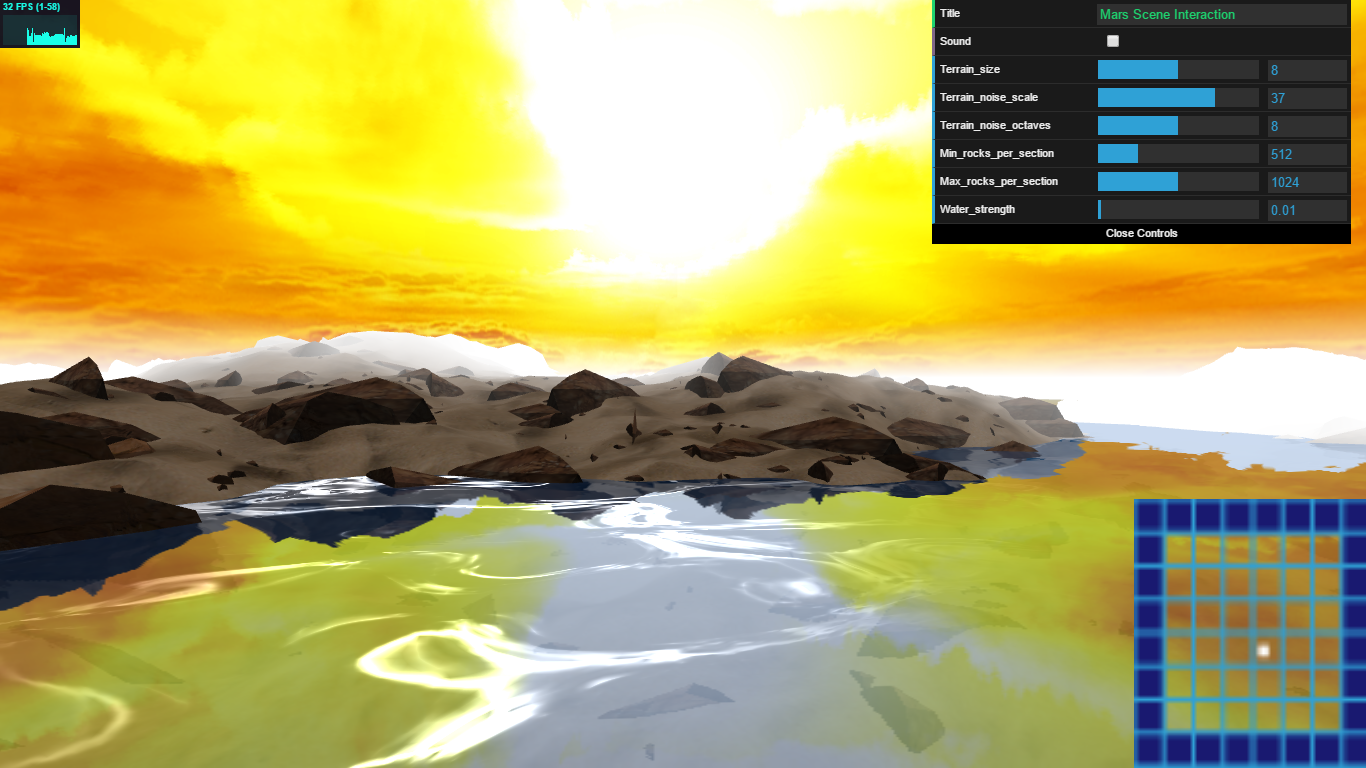 32 FPS (1-58)
Title Mars Scene Interaction
Sound
Terrain_size 8
Terrain_noise_scale 37
Terrain_noise_octaves 8
Min_rocks_per_section 512
Max_rocks_per_section 1024
Water_strength 0.01
Close Controls